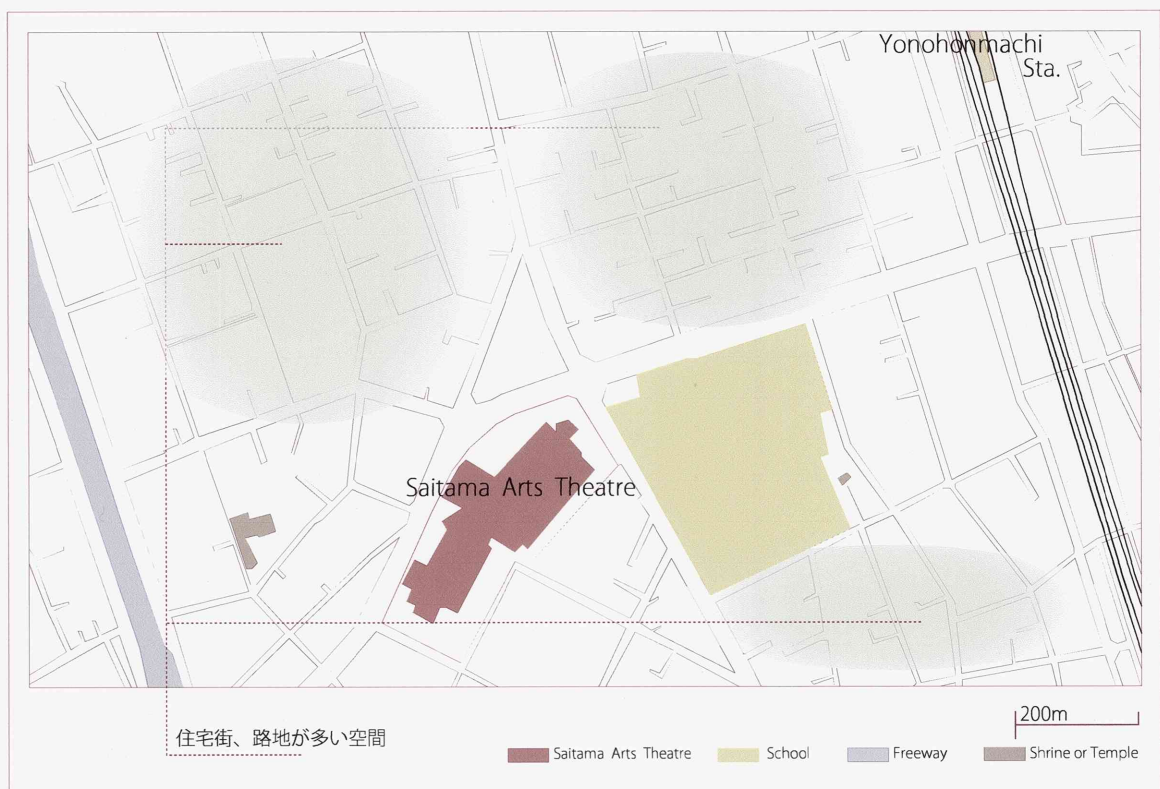 Yonohonmachi
Sta.
Saitama Arts Theatre
200m
住宅街、路地が多い空間
Saitama Arts Theatre
School
Freeway
Shrine or Temple